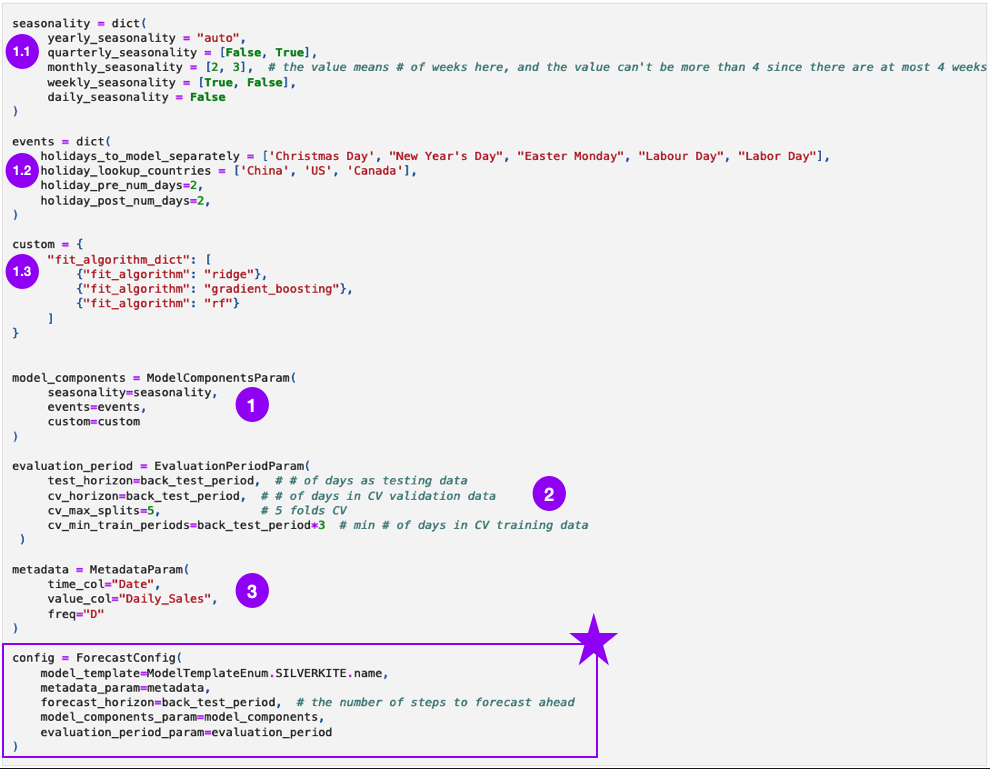 seasonality = dict(
1.1
yearly_seasonality = "auto",
quarterly_seasonality = [False, True],
monthly_seasonality = [2, 3],  # the value means # of weeks here, and the value can't be more than 4 since there are at most 4 weeks
weekly_seasonality = [True, False],
daily_seasonality = False
)
events = dict(
1.2
holidays_to_model_separately = ['Christmas Day', "New Year's Day", "Easter Monday", "Labour Day", "Labor Day"],
holiday_lookup_countries = ['China', 'US', 'Canada'],
holiday_pre_num_days=2,
holiday_post_num_days=2,
)
custom = {
1.3
"fit_algorithm_dict": [
{"fit_algorithm": "ridge"},
{"fit_algorithm": "gradient_boosting"},
{"fit_algorithm": "rf"}
]
}
model_components = ModelComponentsParam(
seasonality=seasonality,
1
events=events,
custom=custom
)
evaluation_period = EvaluationPeriodParam(
test_horizon=back_test_period,  # # of days as testing data
cv_horizon=back_test_period,  # # of days in CV validation data
2
cv_max_splits=5,  # 5 folds CV
cv_min_train_periods=back_test_period*3  # min # of days in CV training data
)
metadata = MetadataParam(
time_col="Date",
3
value_col="Daily_Sales",
freq="D"
)
config = ForecastConfig(
model_template=ModelTemplateEnum.SILVERKITE.name,
metadata_param=metadata,
forecast_horizon=back_test_period,  # the number of steps to forecast ahead
model_components_param=model_components,
evaluation_period_param=evaluation_period
)